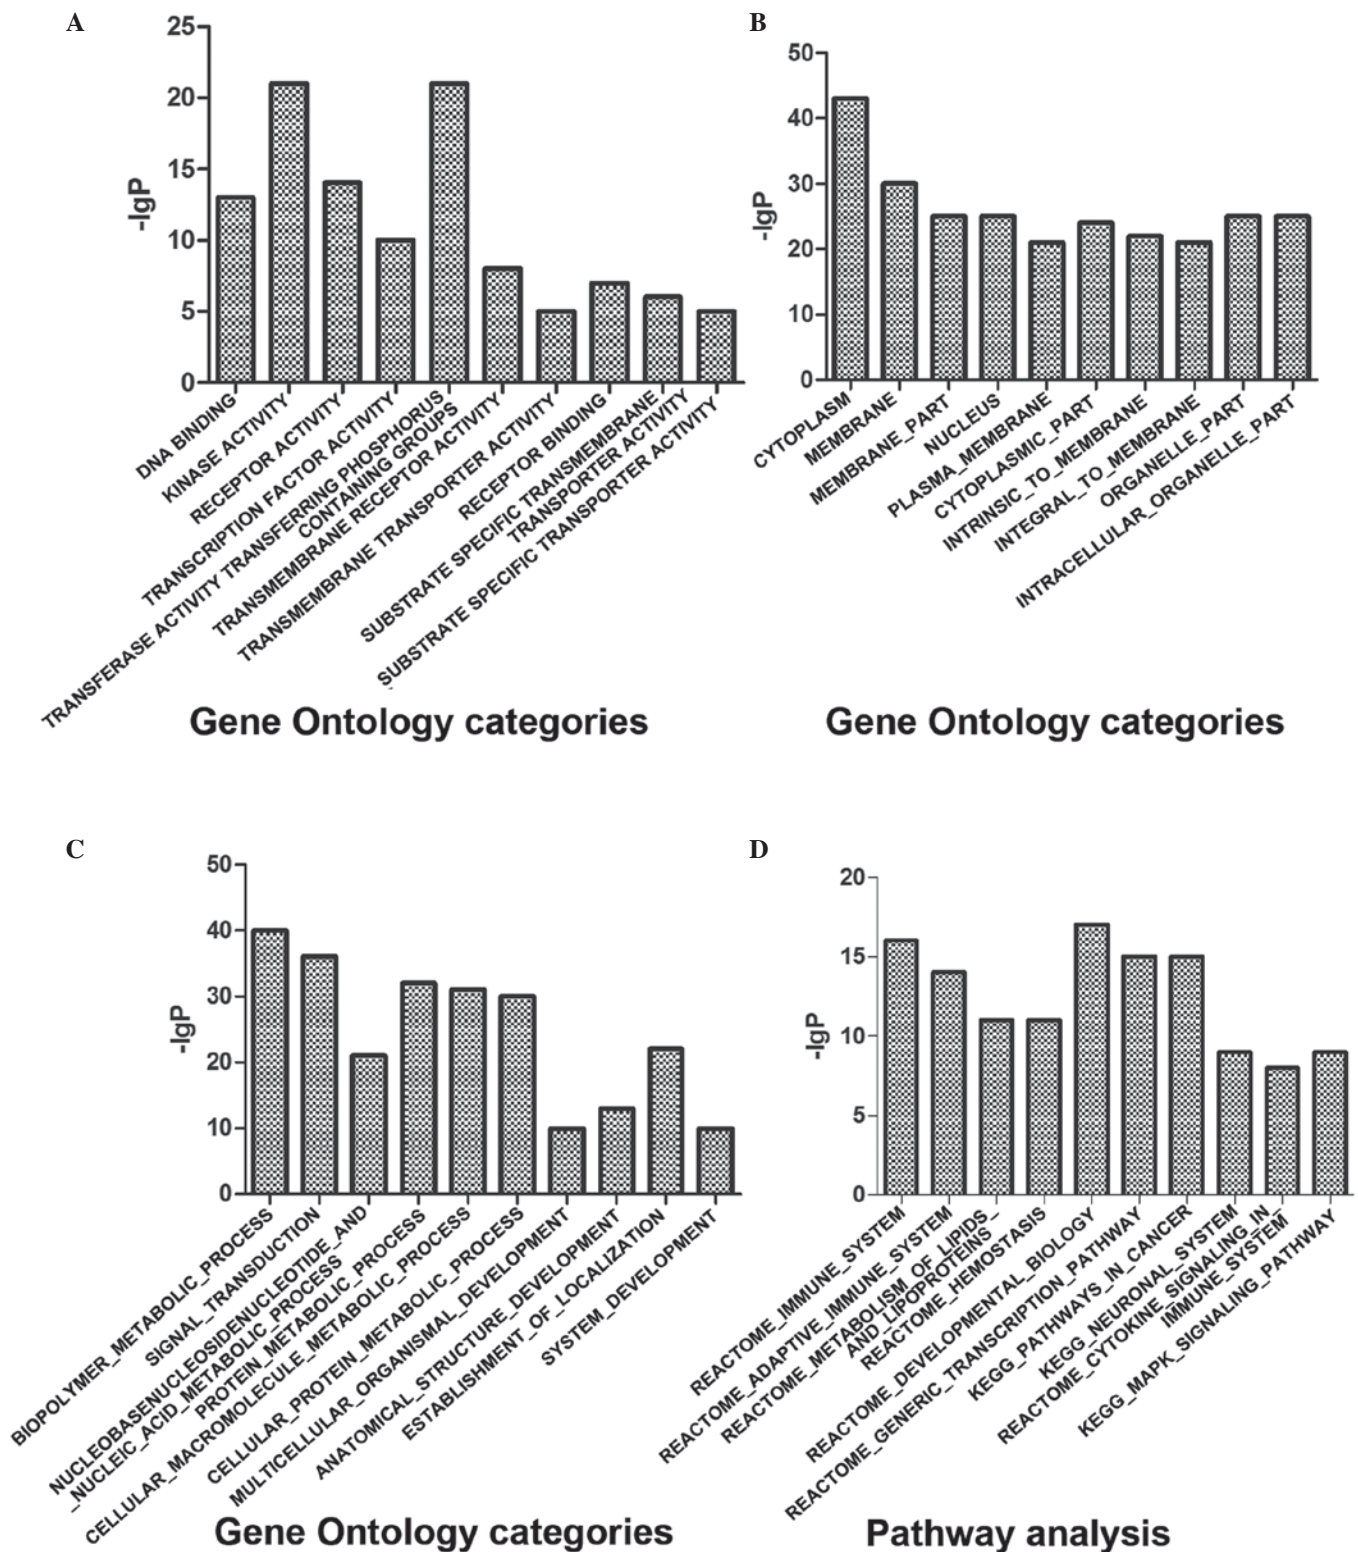 A
25
20
15
10
5
0
-lgP
DNA BINDING
KINASE ACTIVITY
RECEPTOR ACTIVITY
TRANSCRIPTION FACTOR ACTIVITY
TRANSFERASE ACTIVITY TRANSFERRING PHOSPHORUS
CONTAINING GROUPS
TRANSMEMBRANE RECEPTOR ACTIVITY
TRANSMEMBRANE TRANSPORTER ACTIVITY
RECEPTOR BINDING
SUBSTRATE SPECIFIC TRANSMEMBRANE
TRANSPORTER ACTIVITY
SUBSTRATE SPECIFIC TRANSPORTER ACTIVITY
Gene Ontology categories
B
50
40
30
20
10
0
-lgP
CYTOPLASM
MEMBRANE
MEMBRANE_PART
NUCLEUS
PLASMA_MEMBRANE
CYTOPLASMIC_PART
INTRINSIC_TO_MEMBRANE
INTEGRAL_TO_MEMBRANE
ORGANELLE_PART
INTRACELLULAR_ORGANELLE_PART
Gene Ontology categories
C
50
40
30
20
10
0
-lgP
BIOPOLYMER_METABOLIC_PROCESS
SIGNAL_TRANSDUCTION
NUCLEOBASENUCLEOSIDENUCLEOTIDE_AND
_NUCLEIC_ACID_METABOLIC_PROCESS
PROTEIN_METABOLIC_PROCESS
CELLULAR_MACROMOLECULE_METABOLIC_PROCESS
CELLULAR_PROTEIN_METABOLIC_PROCESS
MULTICELLULAR_ORGANISMAL_DEVELOPMENT
ANATOMICAL_STRUCTURE_DEVELOPMENT
ESTABLISHMENT_OF_LOCALIZATION
SYSTEM_DEVELOPMENT
Gene Ontology categories
D
20
15
10
5
0
-lgP
REACTOME_IMMUNE_SYSTEM
REACTOME_ADAPTIVE_IMMUNE_SYSTEM
REACTOME_METABOLISM_OF_LIPIDS_
AND_LIPOPROTEINS_
REACTOME_HEMOSTASIS
REACTOME_DEVELOPMENTAL_BIOLOGY
REACTOME_GENERIC_TRANSCRIPTION_PATHWAY
KEGG_PATHWAYS_IN_CANCER
KEGG_NEURONAL_SYSTEM
REACTOME_CYTOKINE_SIGNALING_IN_
IMMUNE_SYSTEM
KEGG_MAPK_SIGNALING_PATHWAY
Pathway analysis